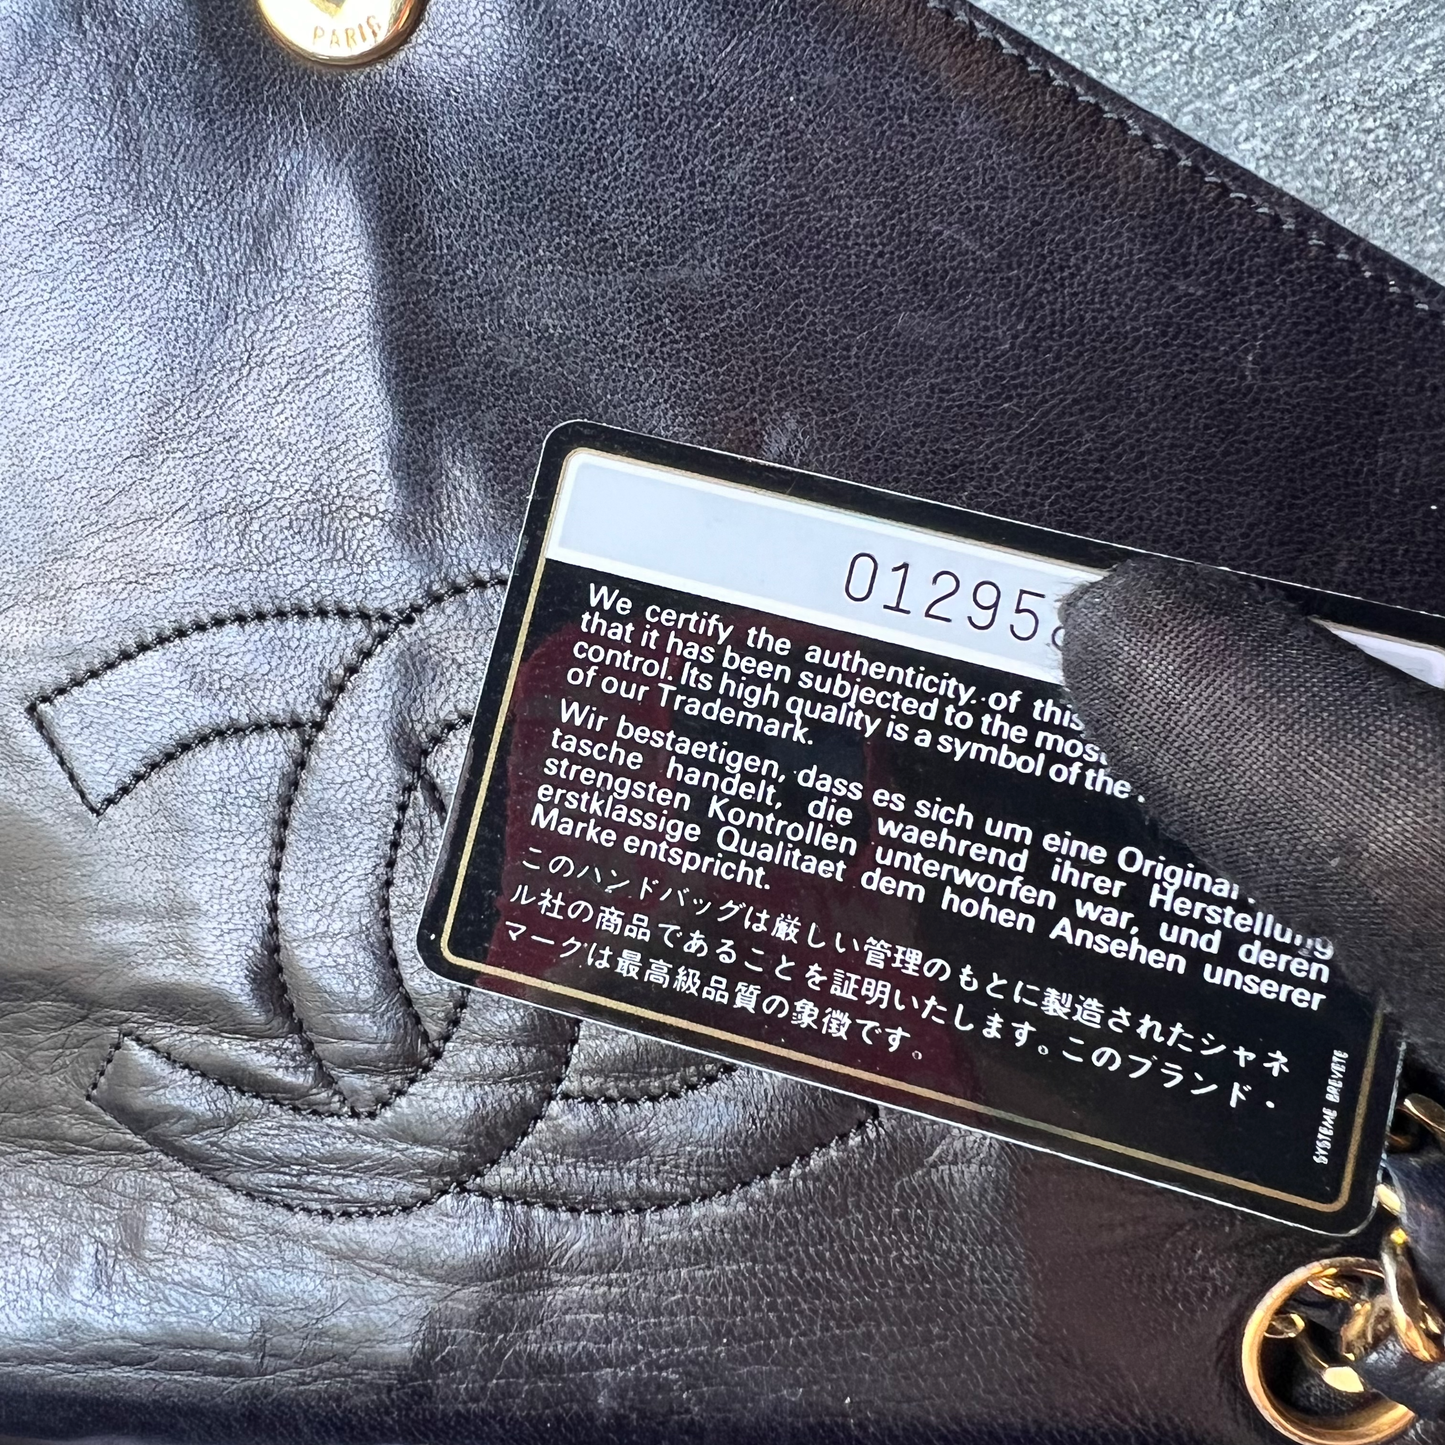 PARIS
01295
We certify the authenticity of this
that it has been subjected to the most
control. Its high quality is a symbol of the
of our Trademark.
Wir bestaetigen, dass es sich um eine Original
tasche handelt, die waehrend ihrer Herstellung
strengsten Kontrollen unterworfen war, und deren
erstklassige Qualitaet dem hohen Ansehen unserer
Marke entspricht.
このハンドバッグは厳しい管理のもとに製造されたシャネ
ル社の商品であることを証明いたします。このブランド・
マークは最高級品質の象徴です。
SYSTEME BREVETE